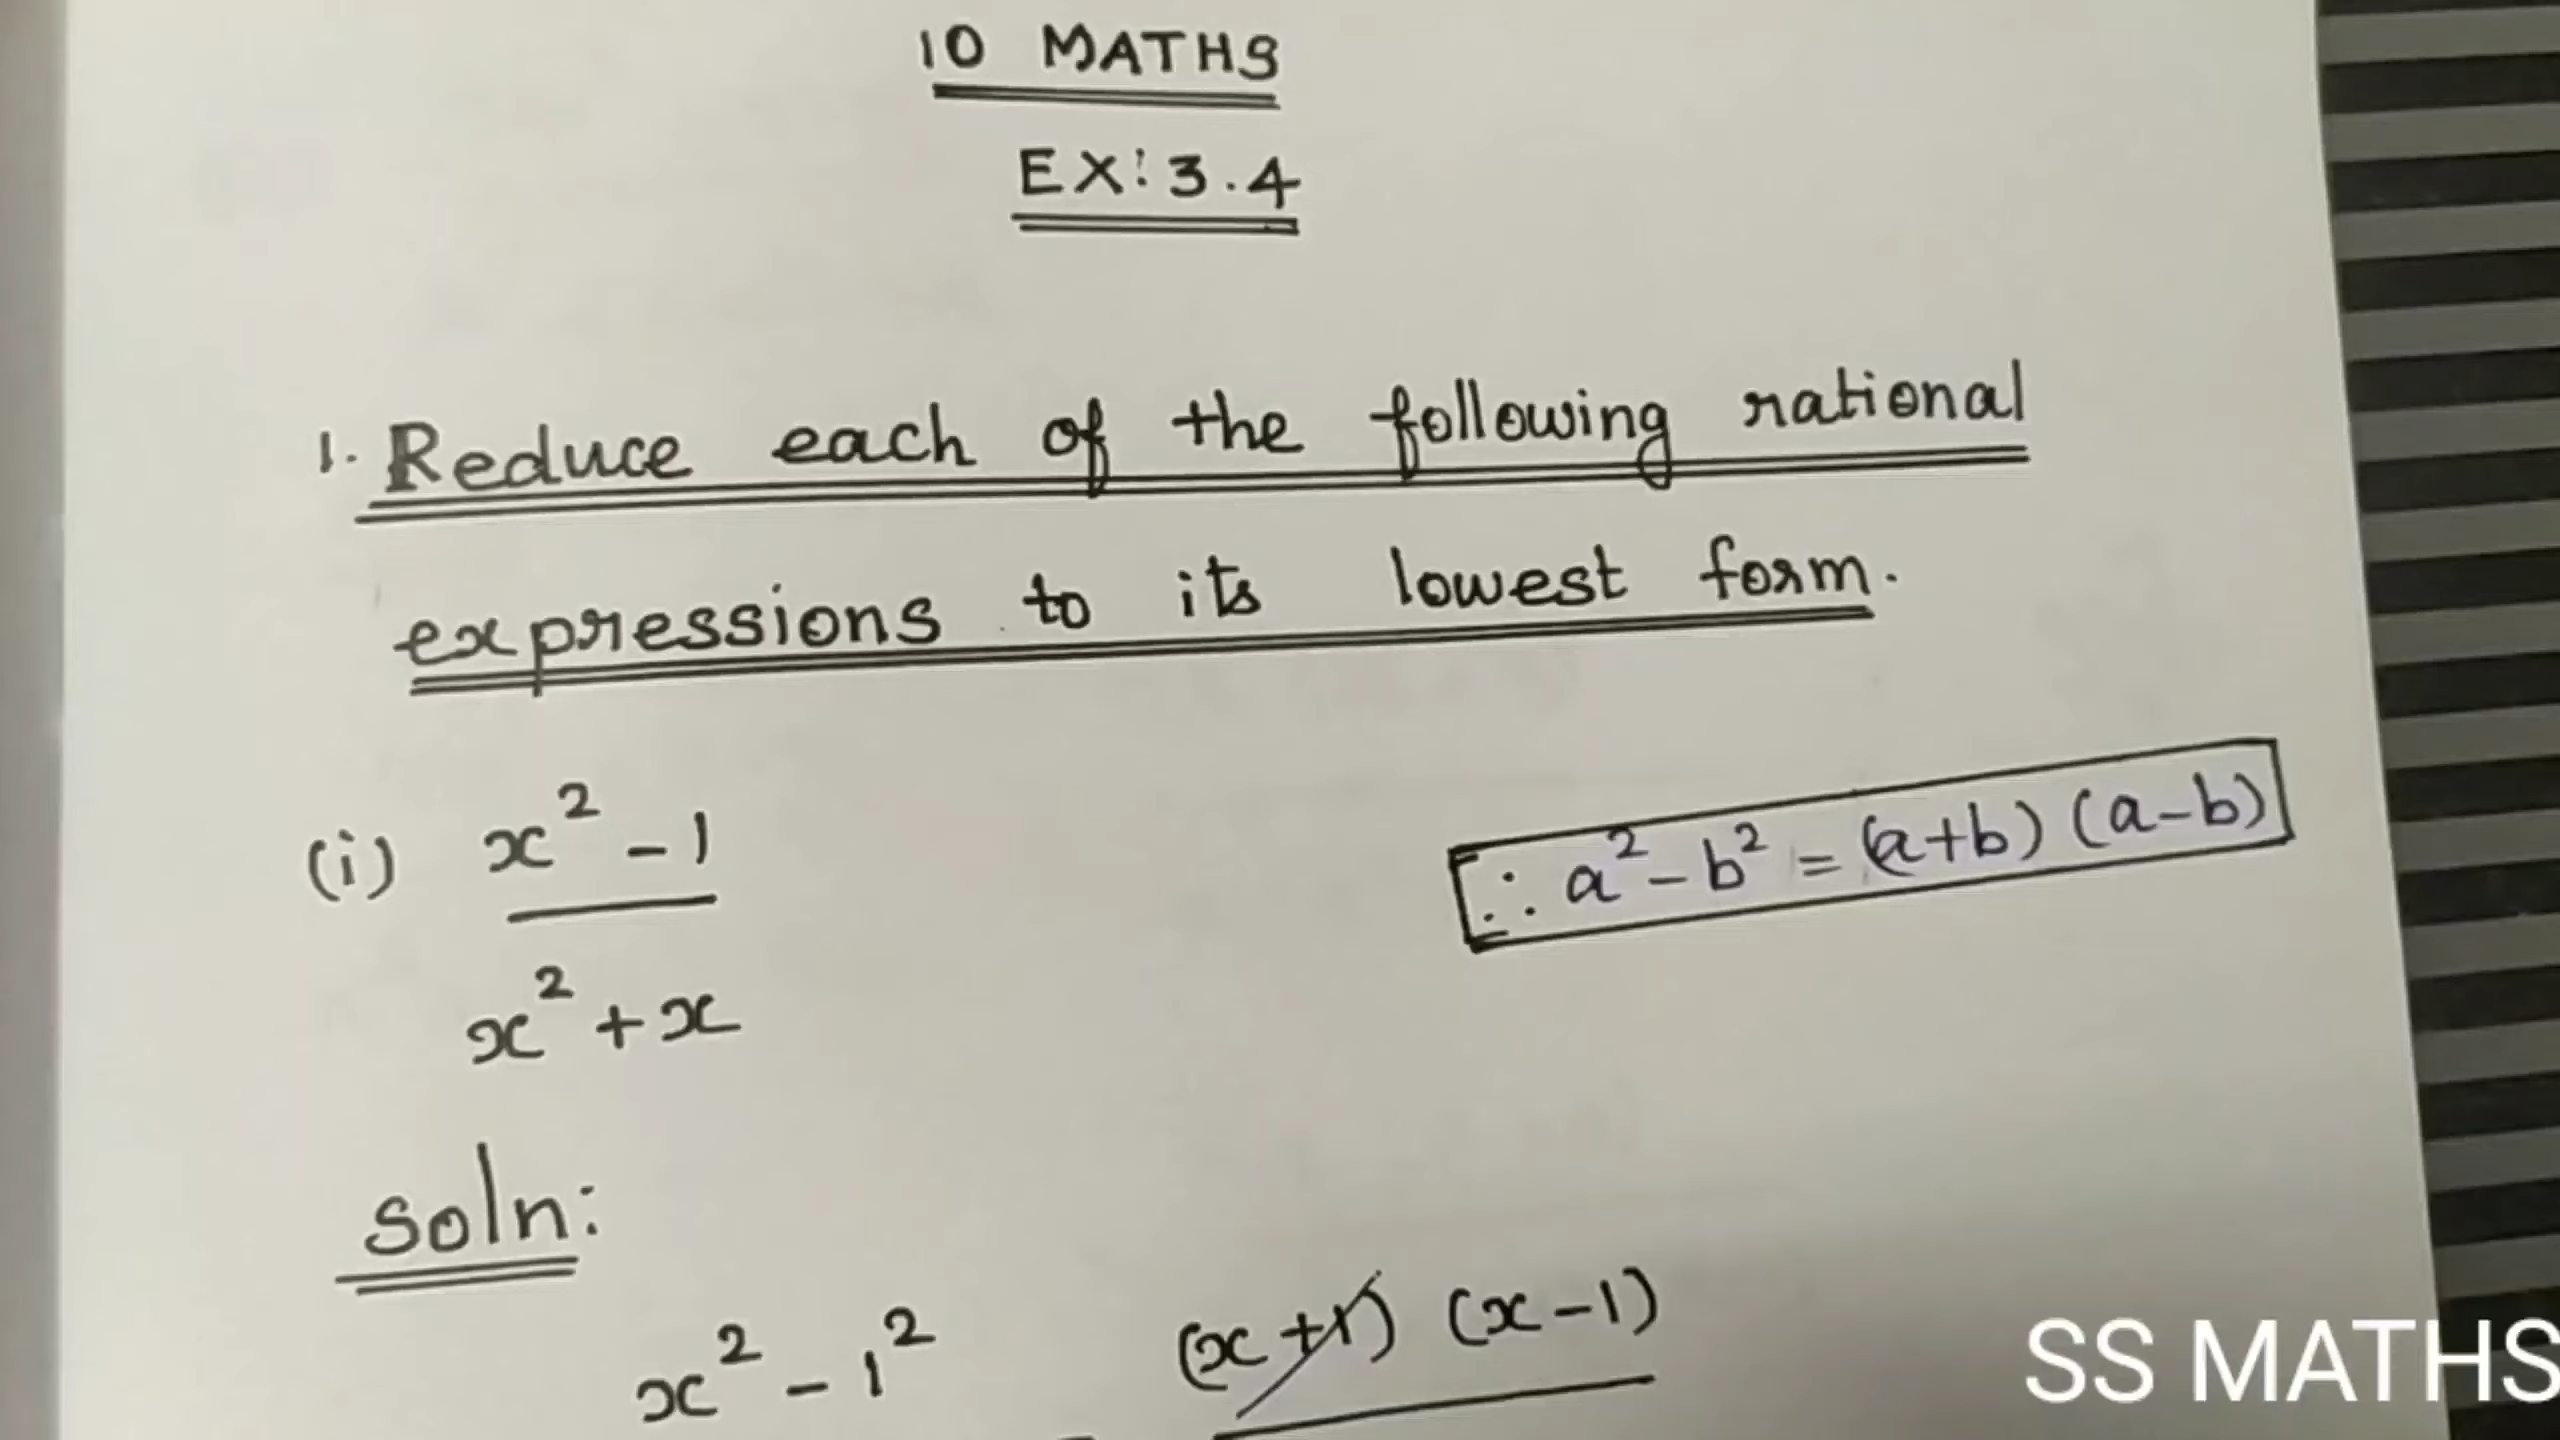 10 MATHS
EX: 3.4
1. Reduce each of the following rational
expressions to its lowest form.
(i) x² - 1
x² + x
∴ a² - b² = (a+b) (a-b)
Soln:
x² - 1² (x+1) (x-1)
SS MATHS